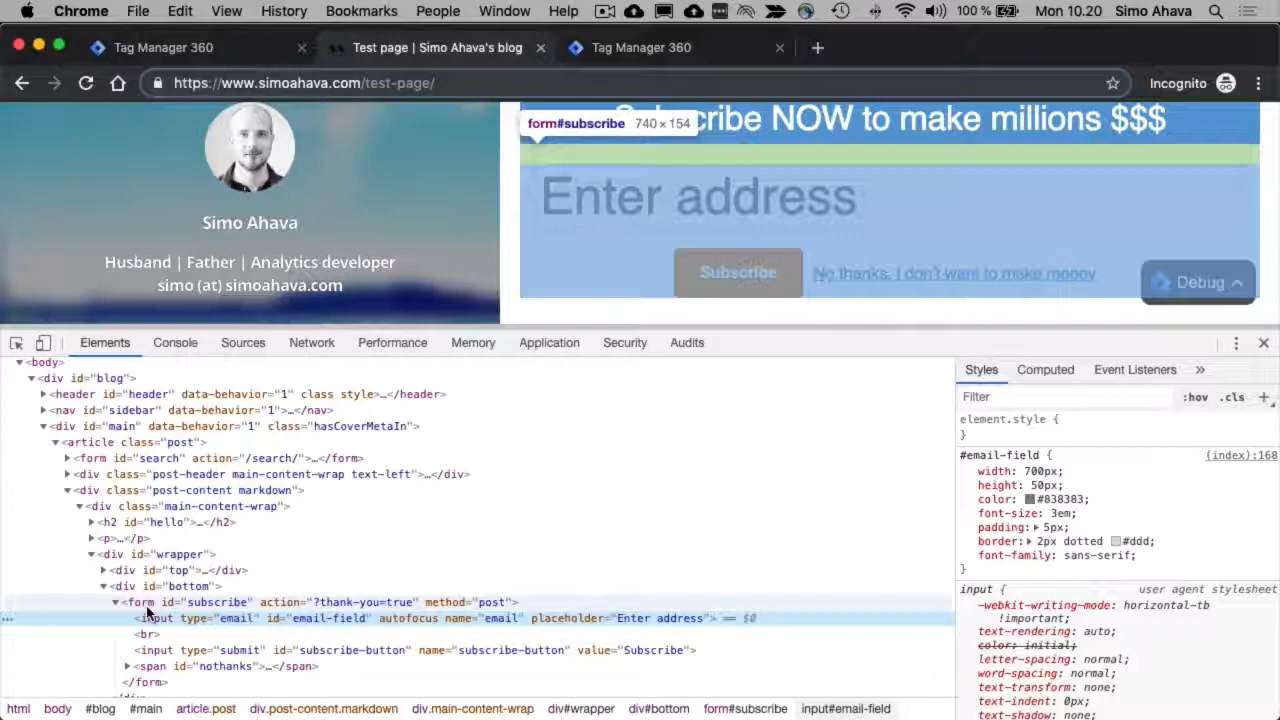 Chrome File Edit View History Bookmarks People Window Help 100 % Mon 10.20 Simo Ahava
Tag Manager 360
Test page | Simo Ahava's blog
Tag Manager 360
https://www.simoahava.com/test-page/
Incognito
form#subscribe 740 × 154
cribe NOW to make millions $$$
Simo Ahava
Enter address
Husband | Father | Analytics developer
simo (at) simoahava.com
Subscribe
No thanks, I don't want to make money
Debug
Elements Console Sources Network Performance Memory Application Security Audits
<body>
<div id="blog">
<header id="header" data-behavior="1" class style>…</header>
<nav id="sidebar" data-behavior="1">…</nav>
<div id="main" data-behavior="1" class="hasCoverMetaIn">
<article class="post">
<form id="search" action="/search/">…</form>
<div class="post-header main-content-wrap text-left">…</div>
<div class="post-content markdown">
<div class="main-content-wrap">
<h2 id="hello">…</h2>
<p>…</p>
<div id="wrapper">
<div id="top">…</div>
<div id="bottom">
<form id="subscribe" action="?thank-you=true" method="post">
<input type="email" id="email-field" autofocus name="email" placeholder="Enter address"> == $0
<br>
<input type="submit" id="subscribe-button" name="subscribe-button" value="Subscribe">
<span id="nothanks">…</span>
</form>
html body #blog #main article.post div.post-content.markdown div.main-content-wrap div#wrapper div#bottom form#subscribe input#email-field
Styles Computed Event Listeners »
Filter :hov .cls +
element.style {
}
#email-field { (index):168
width: 700px;
height: 50px;
color: #838383;
font-size: 3em;
padding: 5px;
border: 2px dotted #ddd;
font-family: sans-serif;
}
input { user agent stylesheet
-webkit-writing-mode: horizontal-tb
!important;
text-rendering: auto;
color: initial;
letter-spacing: normal;
word-spacing: normal;
text-transform: none;
text-indent: 0px;
text-shadow: none;